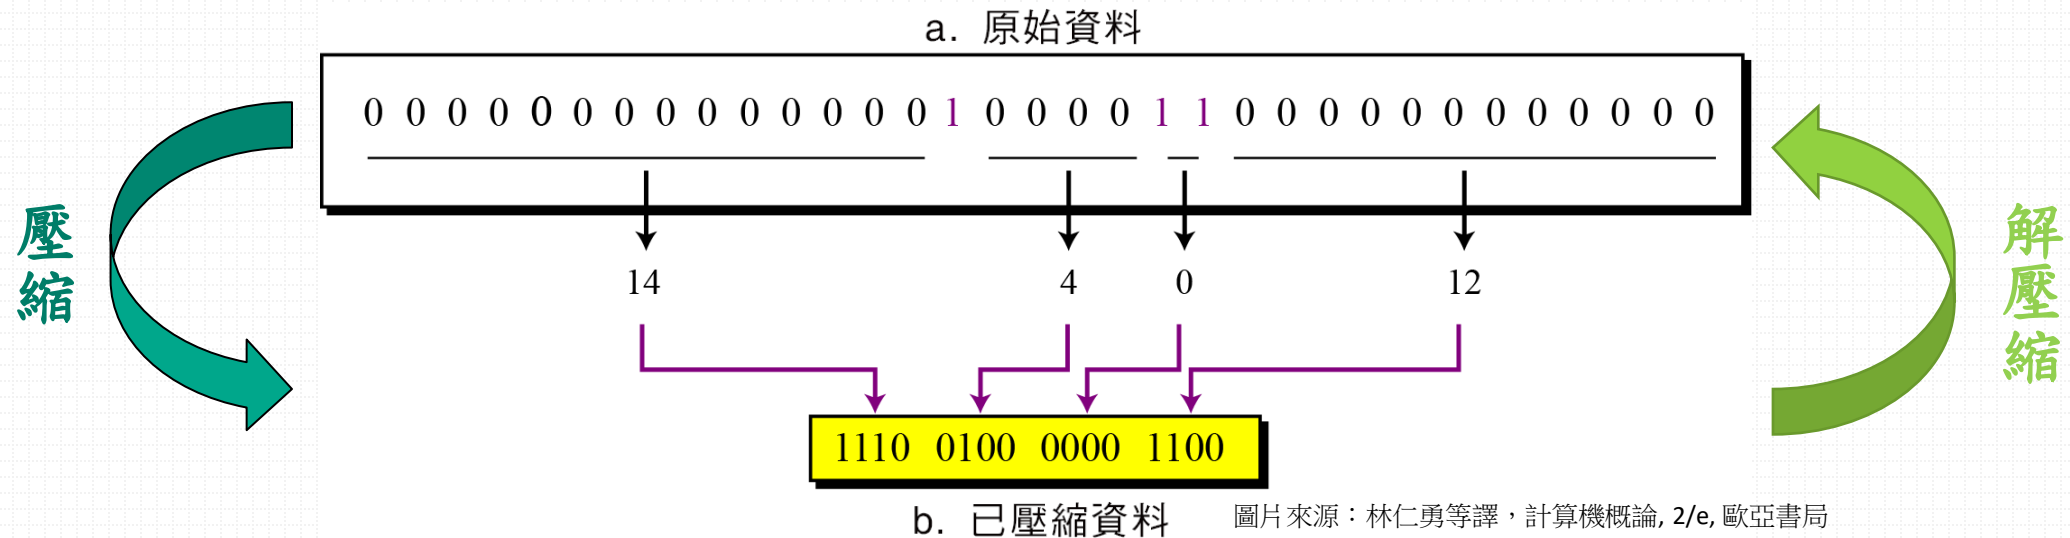 a. 原始資料
0 0 0 0 0 0 0 0 0 0 0 0 0 0 1 0 0 0 0 1 1 0 0 0 0 0 0 0 0 0 0 0 0
壓縮
解壓縮
14 4 0 12
1110 0100 0000 1100
b. 已壓縮資料
圖片來源：林仁勇等譯，計算機概論, 2/e, 歐亞書局